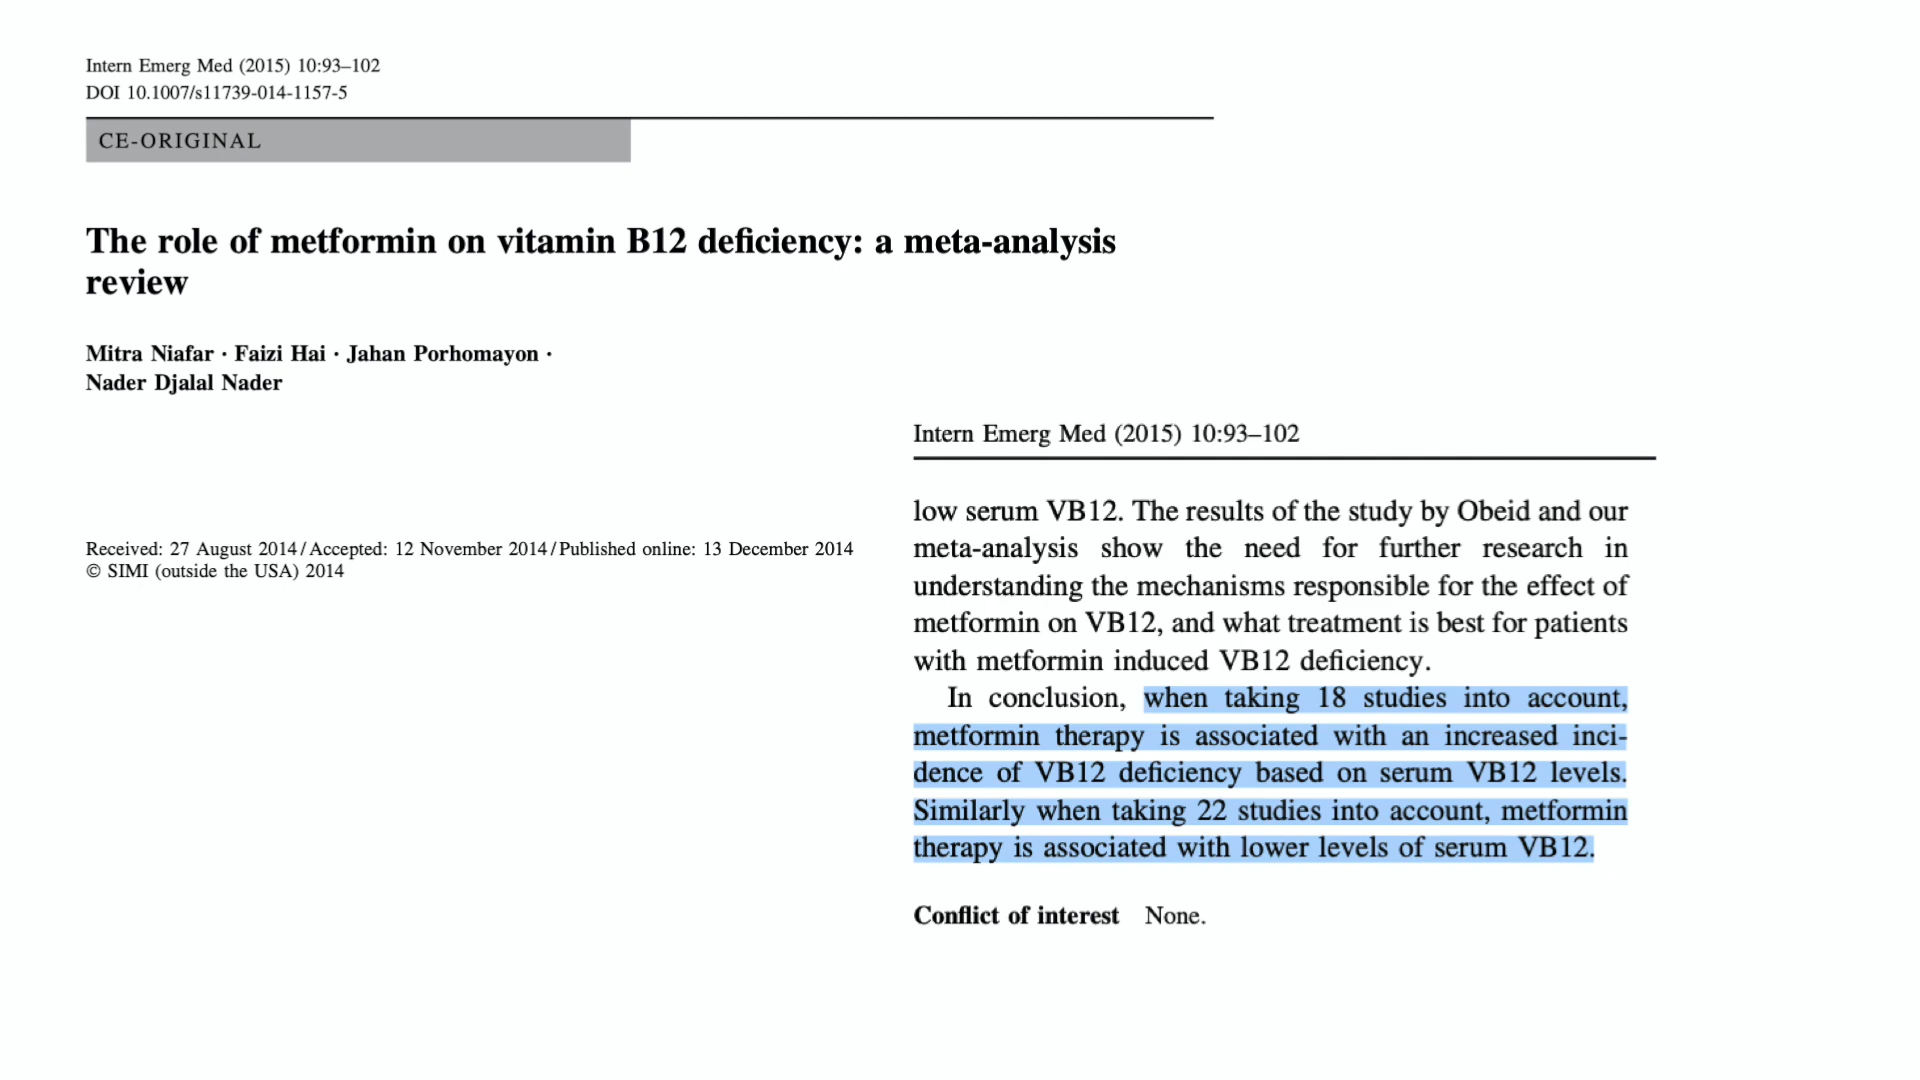 Intern Emerg Med (2015) 10:93–102
DOI 10.1007/s11739-014-1157-5
CE-ORIGINAL
The role of metformin on vitamin B12 deficiency: a meta-analysis
review
Mitra Niafar · Faizi Hai · Jahan Porhomayon ·
Nader Djalal Nader
Received: 27 August 2014 / Accepted: 12 November 2014 / Published online: 13 December 2014
© SIMI (outside the USA) 2014
Intern Emerg Med (2015) 10:93–102
low serum VB12. The results of the study by Obeid and our
meta-analysis show the need for further research in
understanding the mechanisms responsible for the effect of
metformin on VB12, and what treatment is best for patients
with metformin induced VB12 deficiency.
In conclusion, when taking 18 studies into account,
metformin therapy is associated with an increased inci-
dence of VB12 deficiency based on serum VB12 levels.
Similarly when taking 22 studies into account, metformin
therapy is associated with lower levels of serum VB12.
Conflict of interest None.